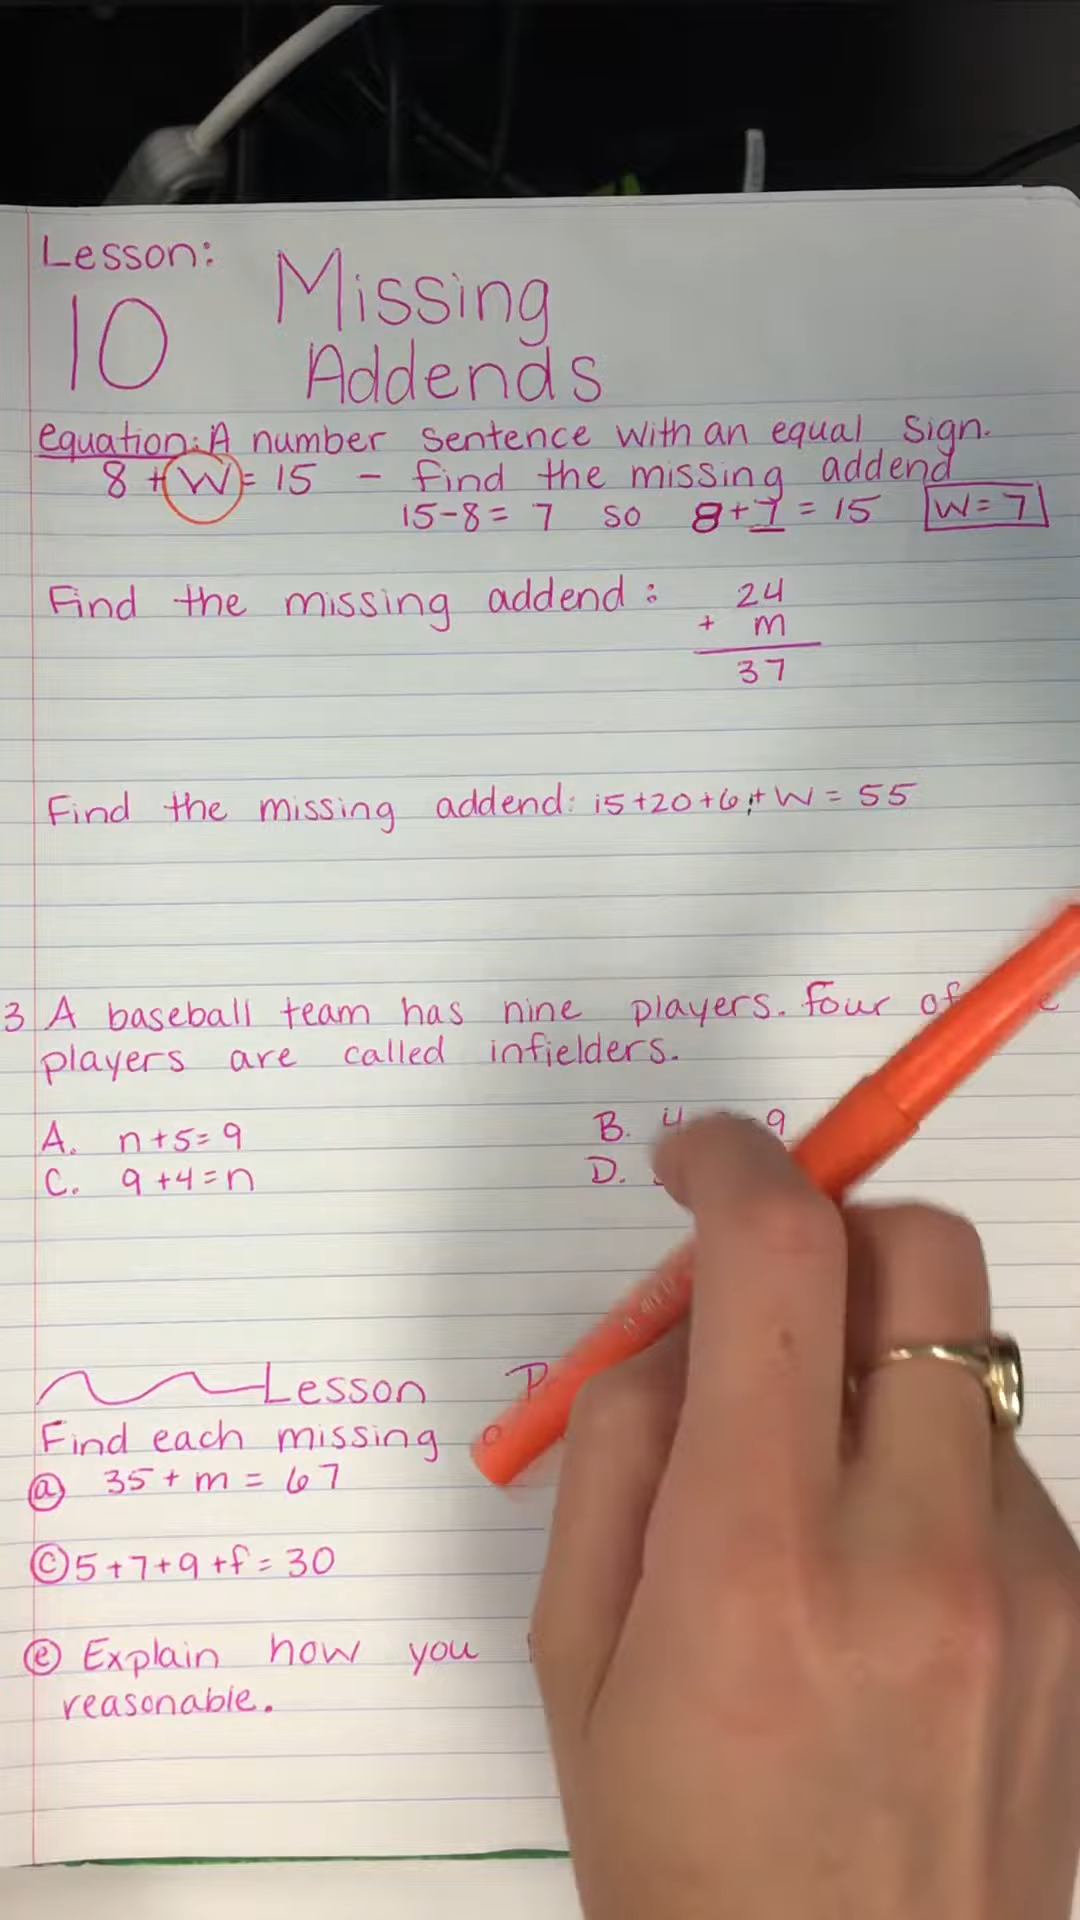 Lesson:
10
Missing
Addends
equation: A number sentence with an equal sign.
8 + W = 15 - find the missing addend
15-8= 7 so 8+7 = 15 W= 7
Find the missing addend:
24
+ m
37
Find the missing addend: 15+20+6+W=55
3 A baseball team has nine players. four of
players are called infielders.
A. n+5=9
B. 4 9
C. 9+4=n
D.
Lesson
Find each missing
(a) 35 + m = 67
(c) 5+7+9+f=30
(e) Explain how you
reasonable.